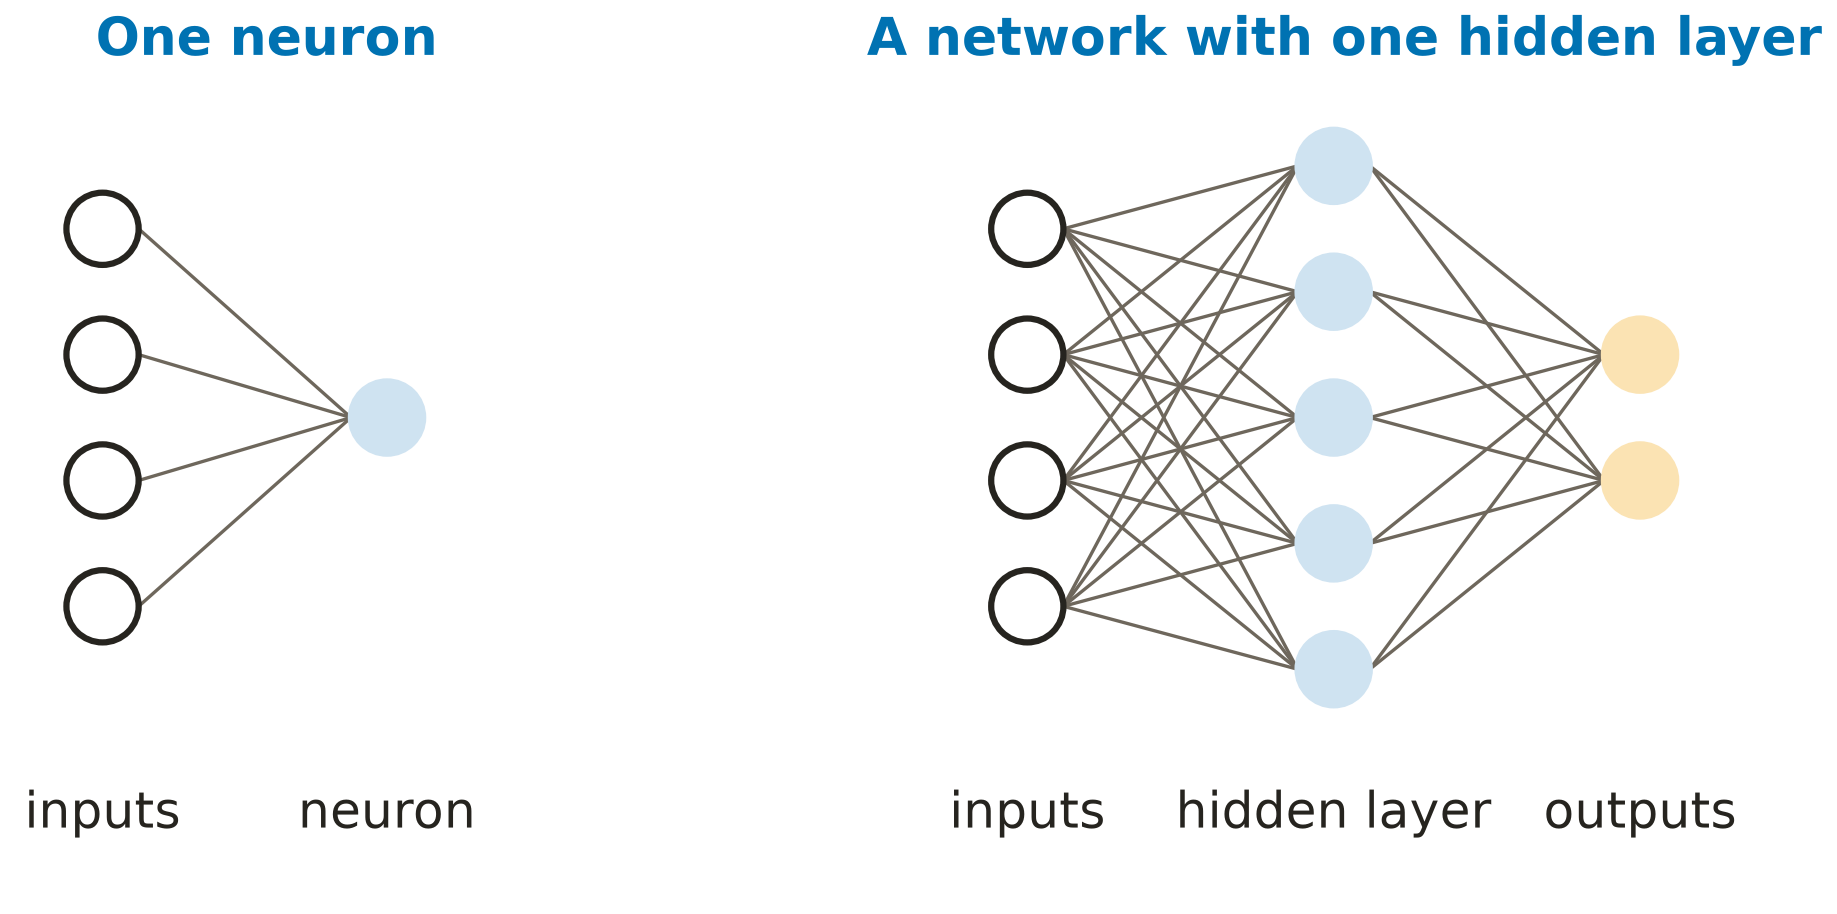 One neuron
A network with one hidden layer
inputs
neuron
inputs
hidden layer
outputs